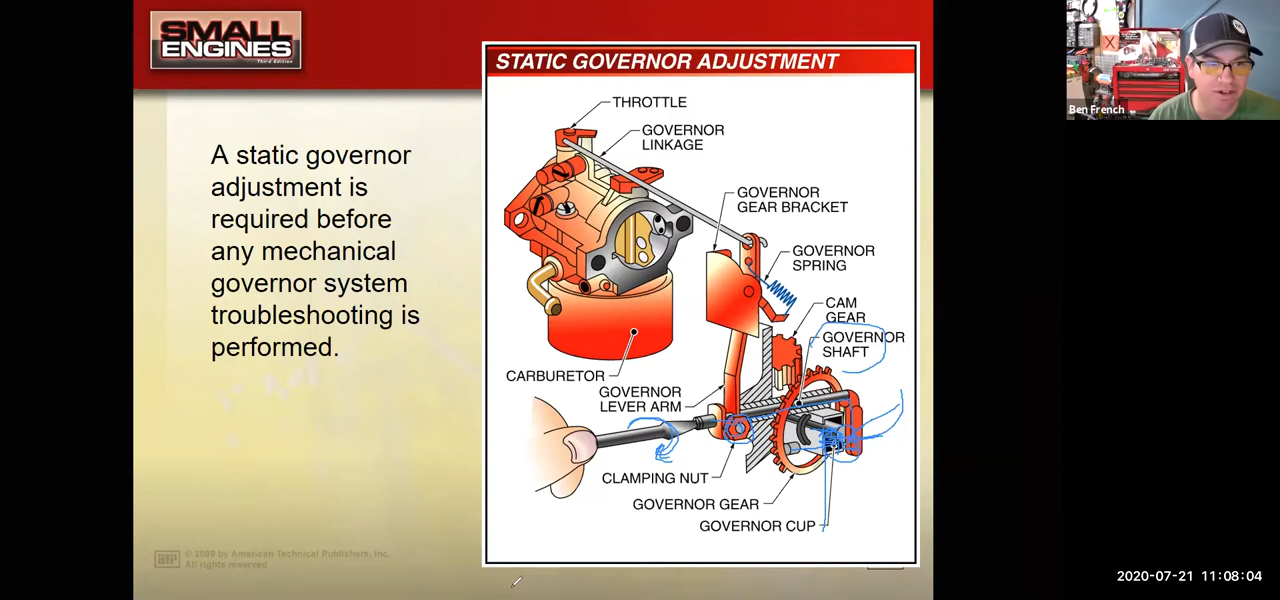 SMALL
ENGINES
Third Edition
A static governor
adjustment is
required before
any mechanical
governor system
troubleshooting is
performed.
STATIC GOVERNOR ADJUSTMENT
THROTTLE
GOVERNOR
LINKAGE
GOVERNOR
GEAR BRACKET
GOVERNOR
SPRING
CAM
GEAR
GOVERNOR
SHAFT
CARBURETOR
GOVERNOR
LEVER ARM
CLAMPING NUT
GOVERNOR GEAR
GOVERNOR CUP
© 2009 by American Technical Publishers, Inc.
All rights reserved
Ben French
2020-07-21 11:08:04